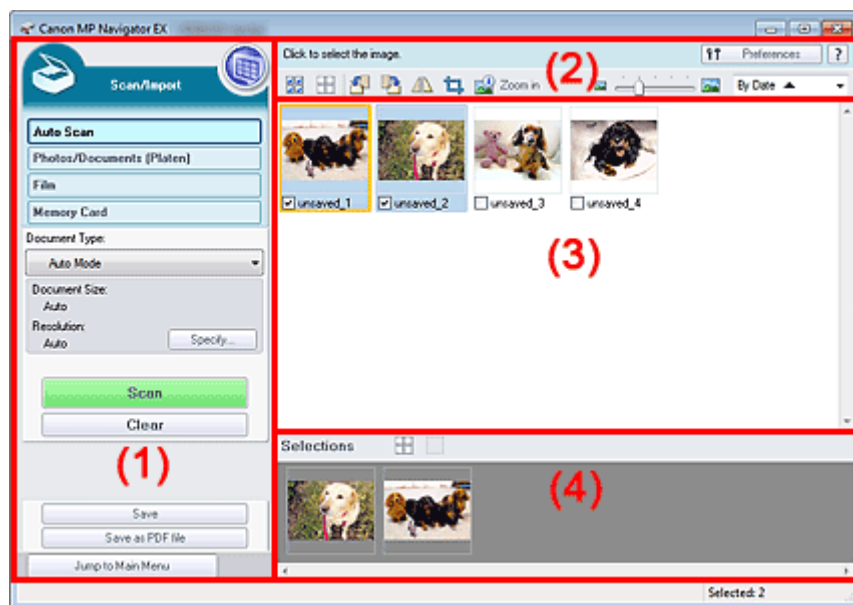 Canon MP Navigator EX
Scan/Import
Auto Scan
Photos/Documents (Platen)
Film
Memory Card
Document Type:
Auto Mode
Document Size:
Auto
Resolution:
Auto
Specify...
Scan
Clear
(1)
Save
Save as PDF file
Jump to Main Menu
Click to select the image.
Preferences
?
(2)
Zoom in
By Date
unsaved_1
unsaved_2
unsaved_3
unsaved_4
(3)
Selections
(4)
Selected: 2